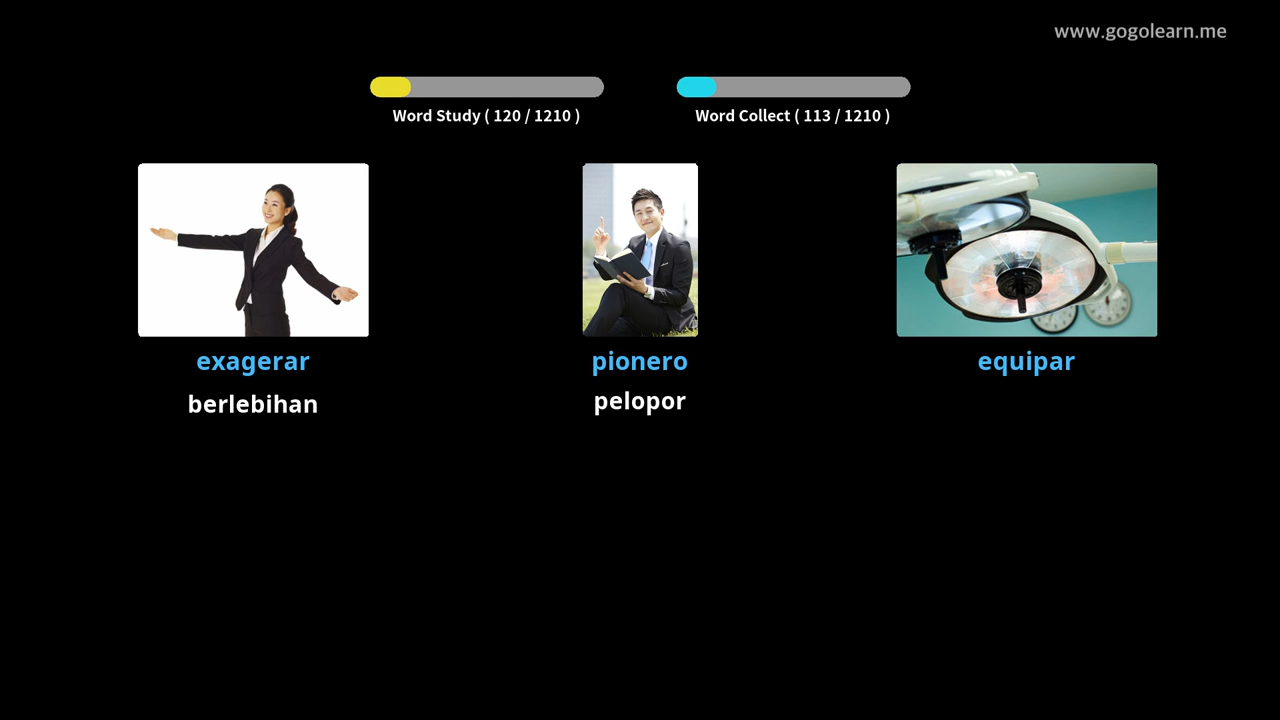 www.gogolearn.me
Word Study ( 120 / 1210 )
Word Collect ( 113 / 1210 )
exagerar
berlebihan
pionero
pelopor
equipar